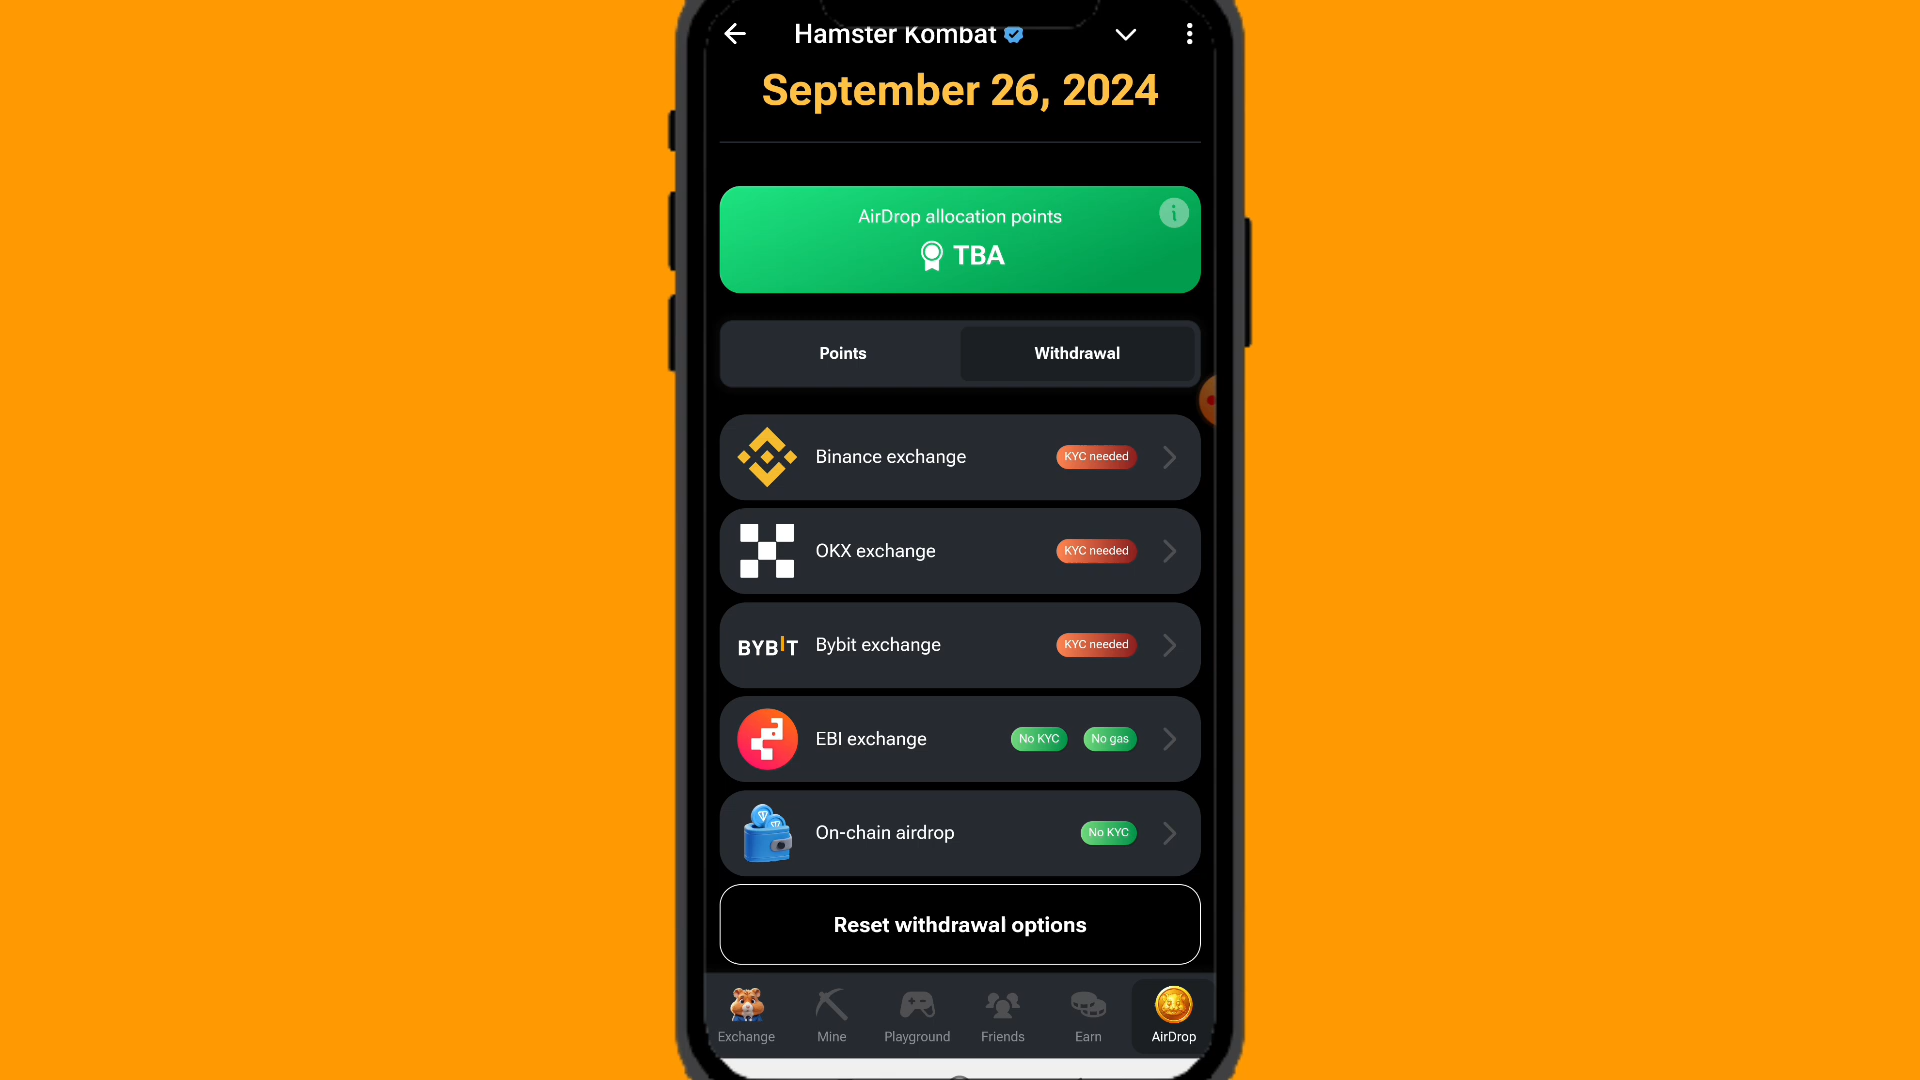 Hamster Kombat
September 26, 2024
AirDrop allocation points
TBA
Points
Withdrawal
Binance exchange
KYC needed
OKX exchange
KYC needed
BYBIT
Bybit exchange
KYC needed
EBI exchange
No KYC
No gas
On-chain airdrop
No KYC
Reset withdrawal options
Exchange
Mine
Playground
Friends
Earn
AirDrop